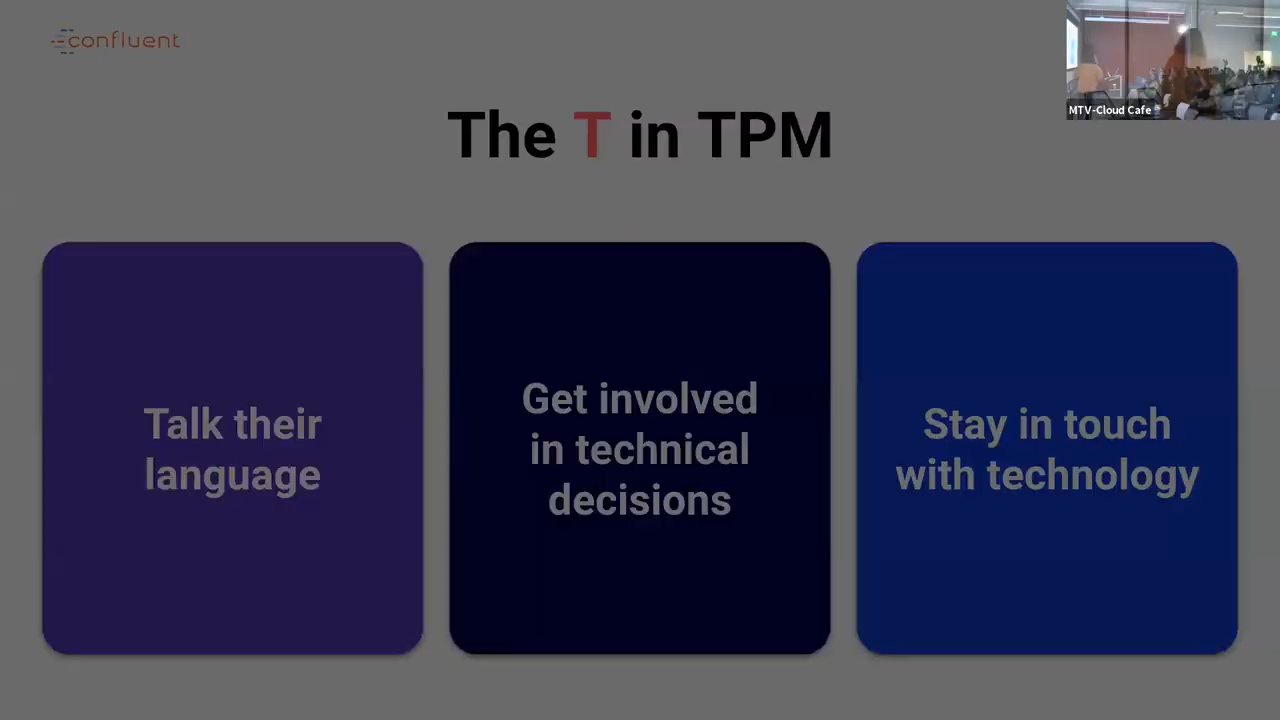 confluent
MTV-Cloud Cafe
The T in TPM
Talk their
language
Get involved
in technical
decisions
Stay in touch
with technology